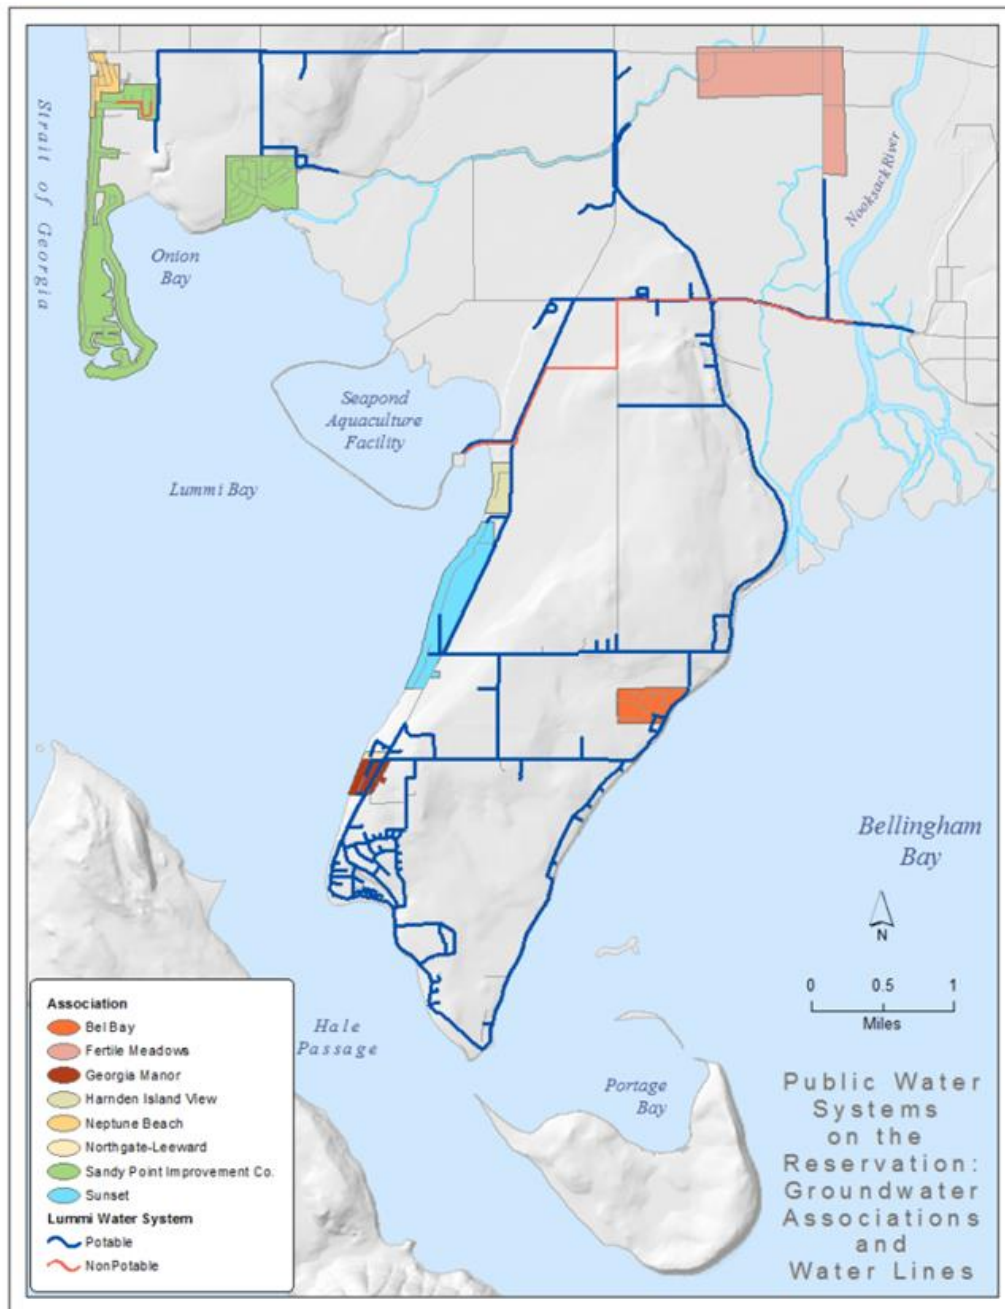 Strait of Georgia
Nooksack River
Onion
Bay
Seapond
Aquaculture
Facility
Lummi Bay
Bellingham
Bay
N
0 0.5 1
Miles
Hale
Passage
Portage
Bay
Association
Bel Bay
Fertile Meadows
Georgia Manor
Harnden Island View
Neptune Beach
Northgate-Leeward
Sandy Point Improvement Co.
Sunset
Lummi Water System
Potable
NonPotable
Public Water
Systems
on the
Reservation:
Groundwater
Associations
and
Water Lines